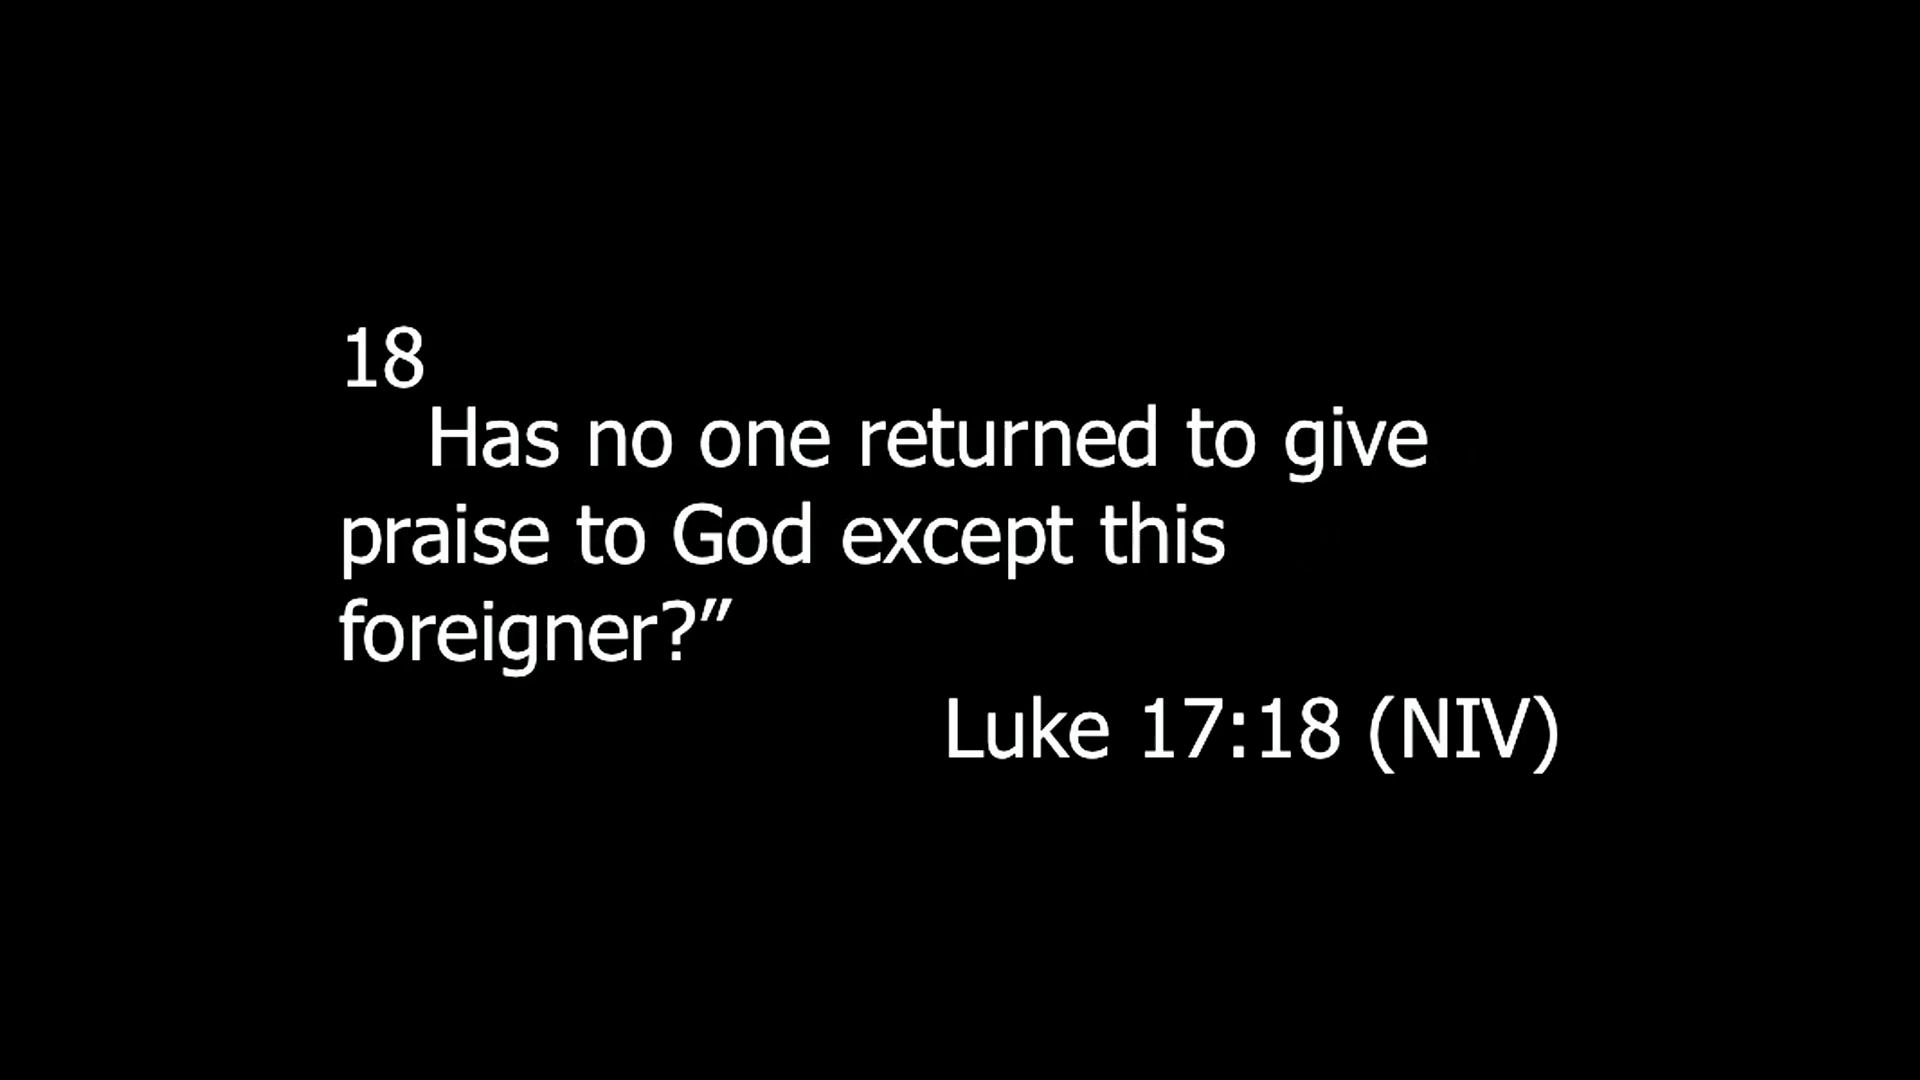 18
Has no one returned to give
praise to God except this
foreigner?”
Luke 17:18 (NIV)